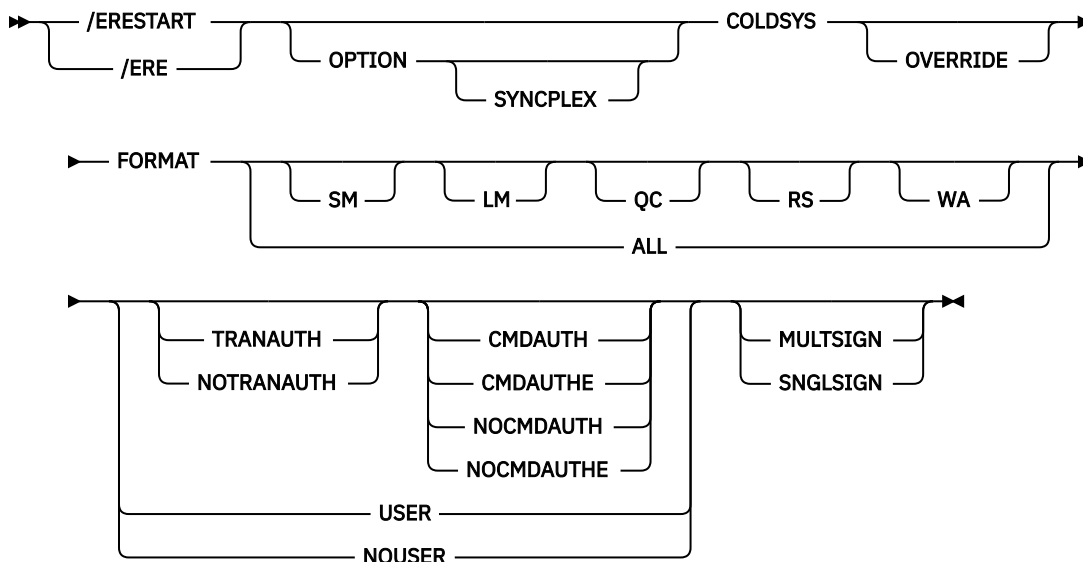 /ERESTART COLDSYS
/ERE OPTION OVERRIDE
SYNCPLEX
FORMAT
SM LM QC RS WA
ALL
TRANAUTH CMDAUTH MULTSIGN
NOTRANAUTH CMDAUTHE SNGLSIGN
NOCMDAUTH
NOCMDAUTHE
USER
NOUSER